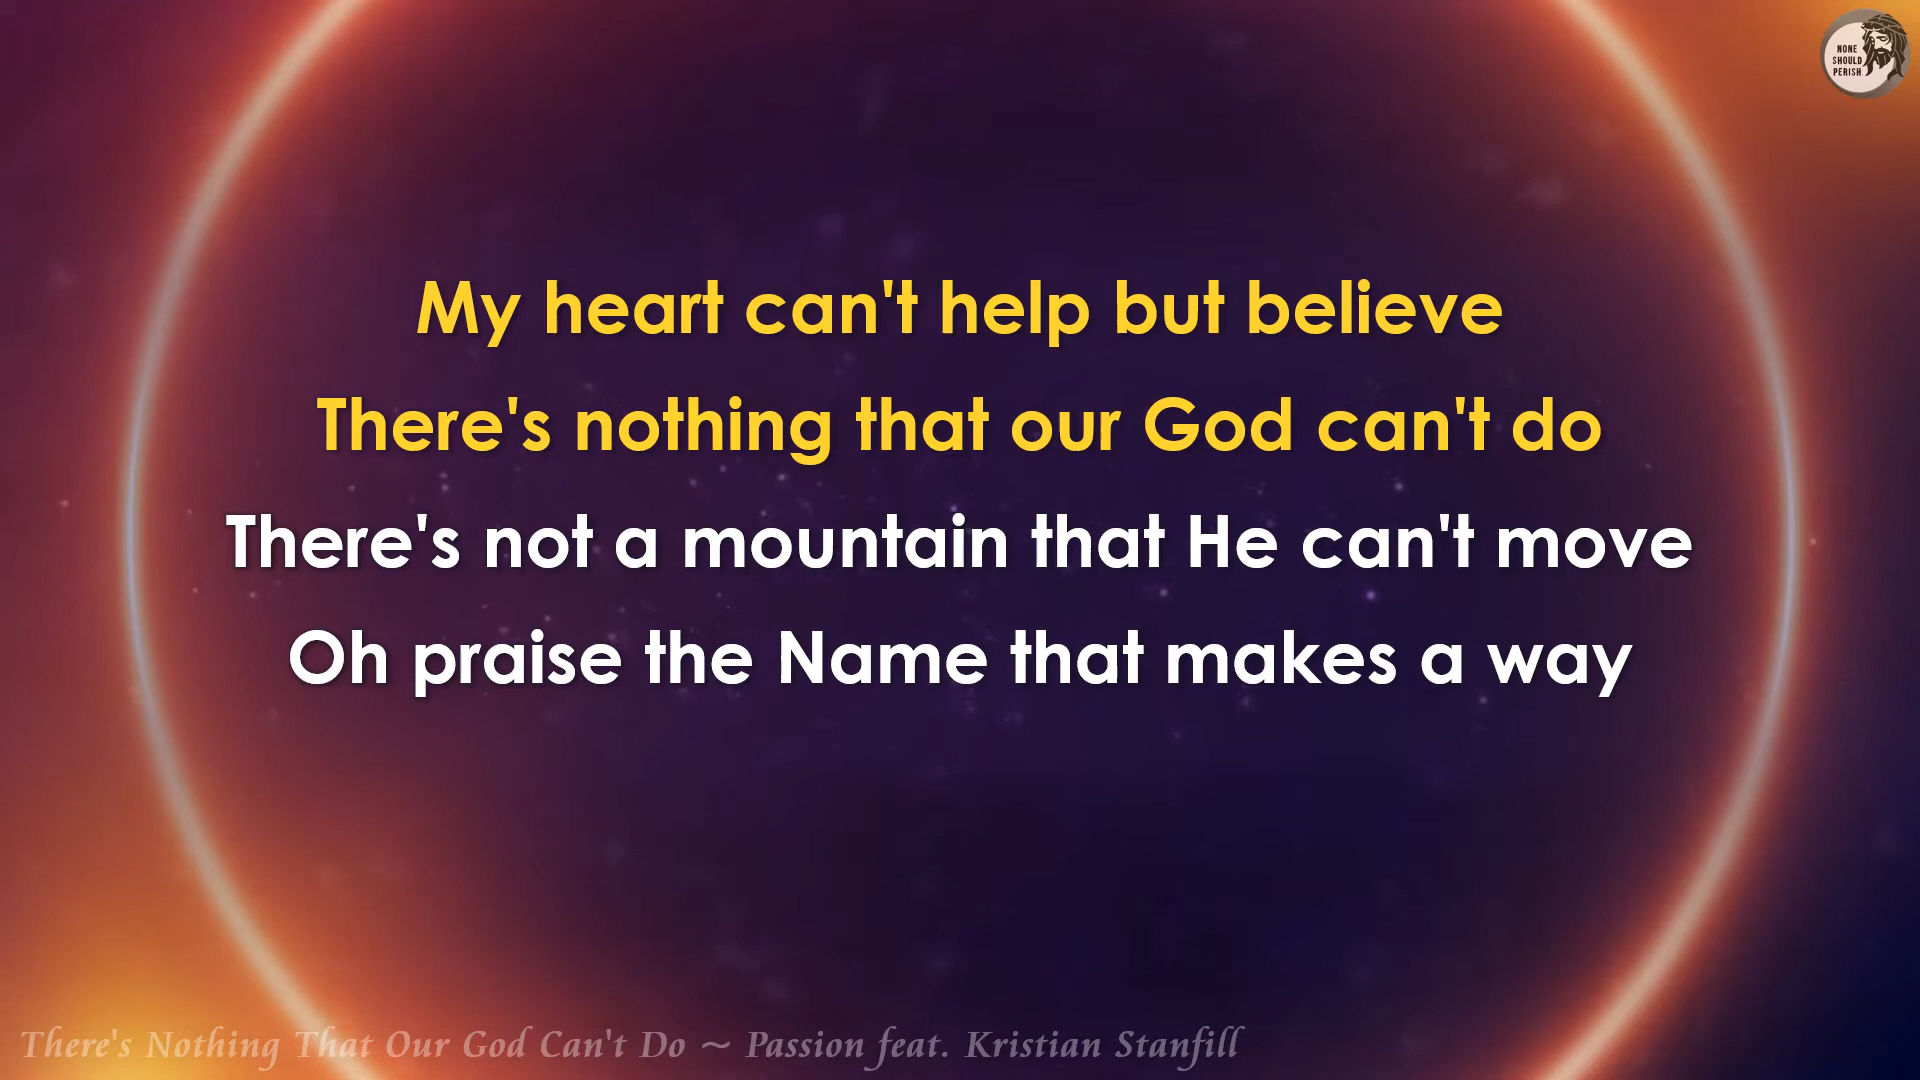 NONE
SHOULD
PERISH
My heart can't help but believe
There's nothing that our God can't do
There's not a mountain that He can't move
Oh praise the Name that makes a way
There's Nothing That Our God Can't Do ~ Passion feat. Kristian Stanfill